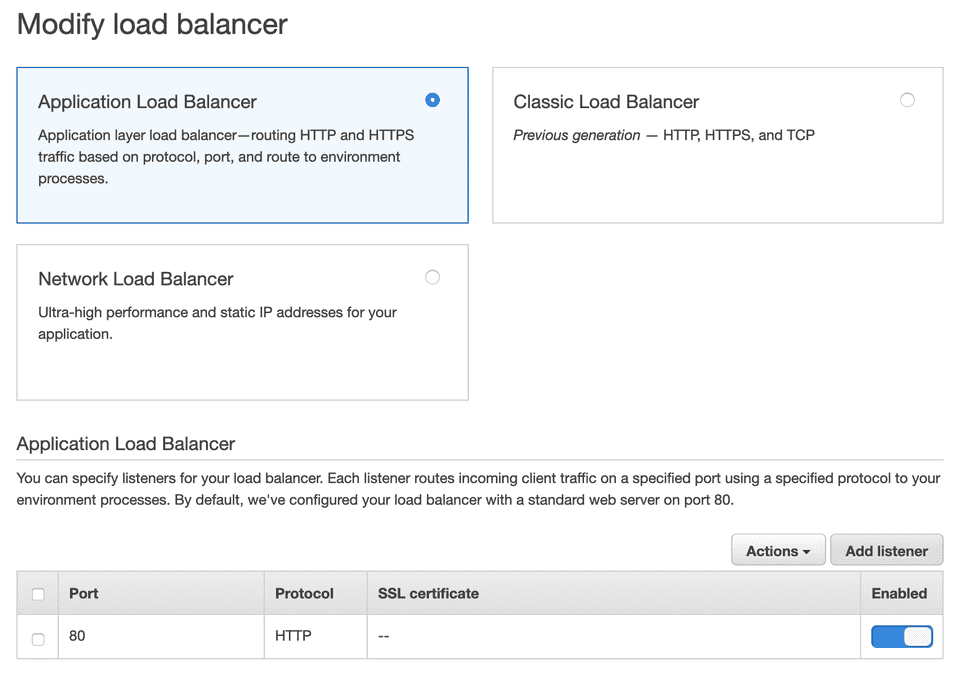 Modify load balancer
Application Load Balancer
Application layer load balancer—routing HTTP and HTTPS
traffic based on protocol, port, and route to environment
processes.
Classic Load Balancer
Previous generation — HTTP, HTTPS, and TCP
Network Load Balancer
Ultra-high performance and static IP addresses for your
application.
Application Load Balancer
You can specify listeners for your load balancer. Each listener routes incoming client traffic on a specified port using a specified protocol to your
environment processes. By default, we've configured your load balancer with a standard web server on port 80.
Actions
Add listener
Port Protocol SSL certificate Enabled
80 HTTP --